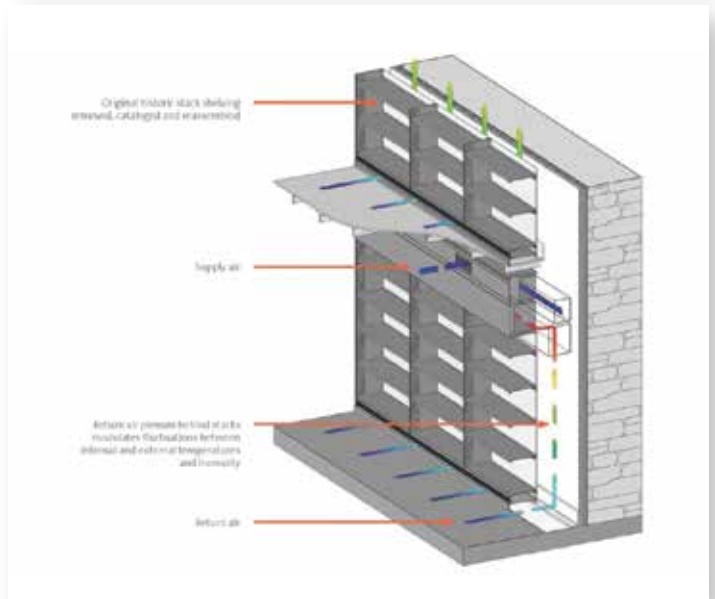 Original historic stack shelving
removed, catalogued and reassembled
Supply air
Return air plenum behind stacks
modulates fluctuations between
internal and external temperatures
and humidity
Return air